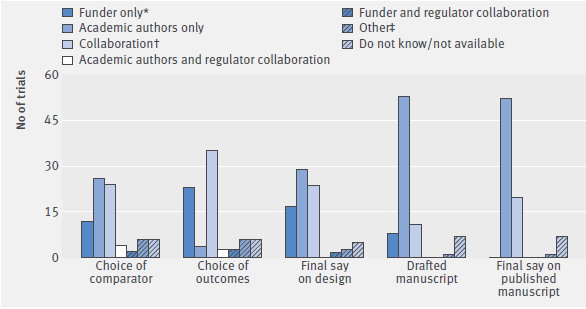 Funder only*
Academic authors only
Collaboration†
Academic authors and regulator collaboration
Funder and regulator collaboration
Other‡
Do not know/not available
No of trials
60
45
30
15
0
Choice of
comparator
Choice of
outcomes
Final say
on design
Drafted
manuscript
Final say on
published
manuscript